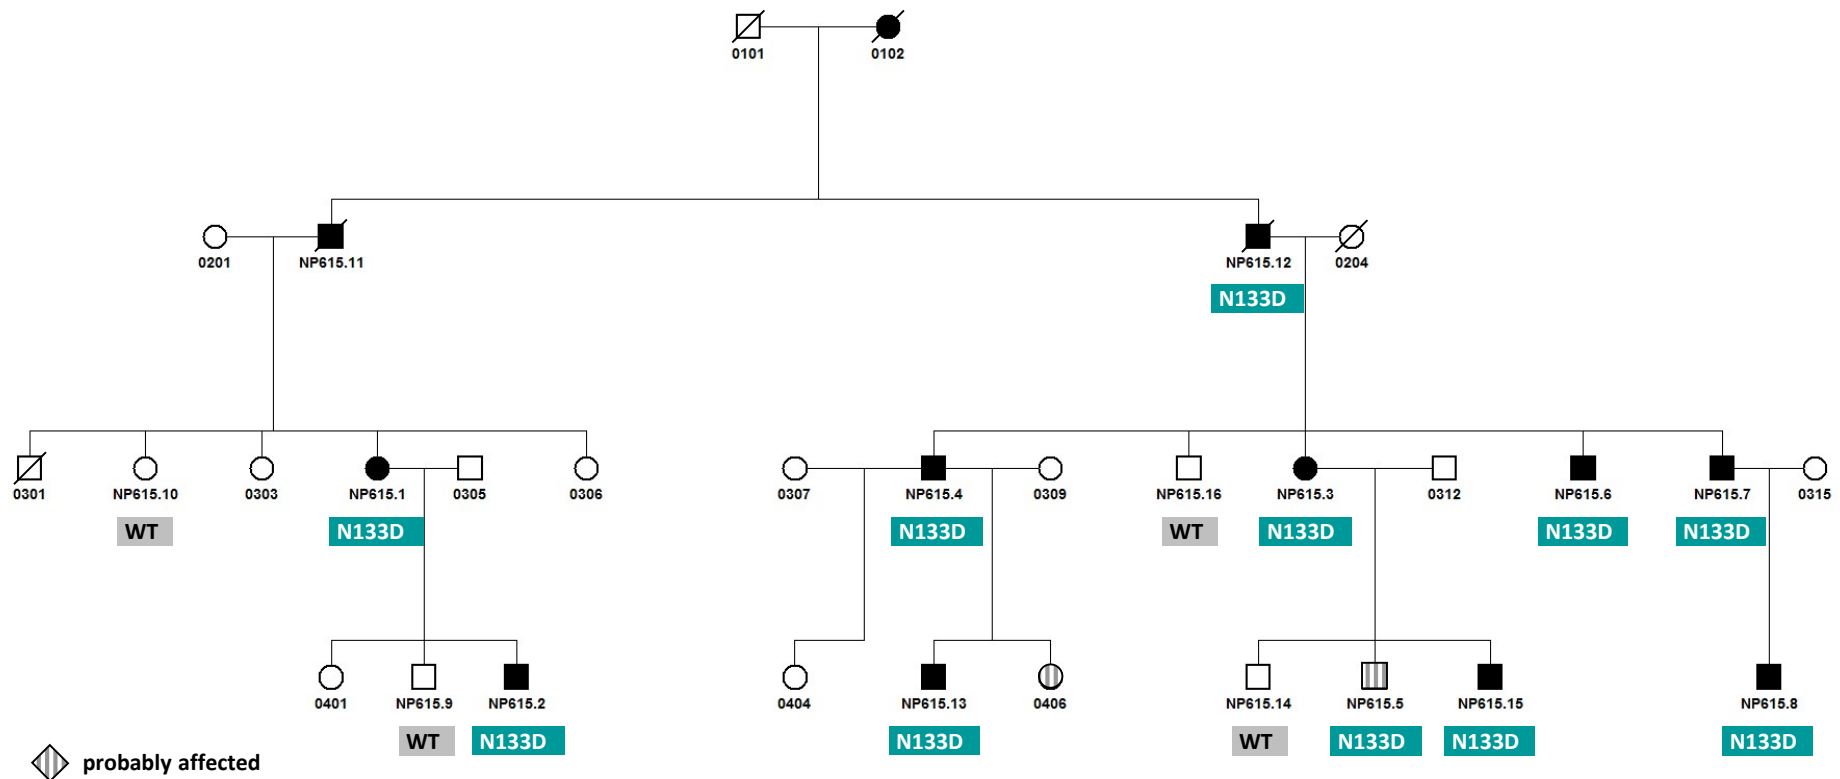 0101 0102
0201 NP615.11 NP615.12 0204
N133D
0301 NP615.10 0303 NP615.1 0305 0306 0307 NP615.4 0309 NP615.16 NP615.3 0312 NP615.6 NP615.7 0315
WT N133D N133D WT N133D N133D N133D
0401 NP615.9 NP615.2 0404 NP615.13 0406 NP615.14 NP615.5 NP615.15 NP615.8
WT N133D N133D WT N133D N133D N133D
probably affected